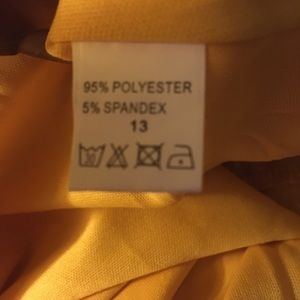 95% POLYESTER
5% SPANDEX
13